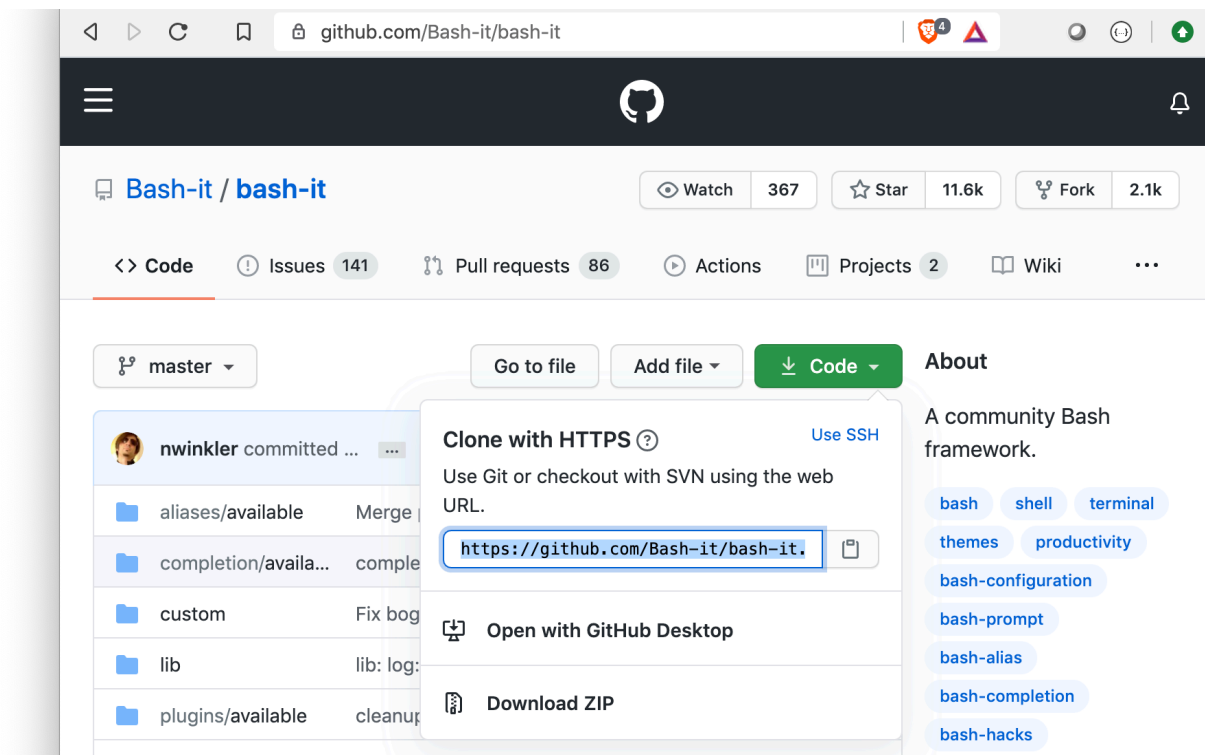 github.com/Bash-it/bash-it
4
Bash-it / bash-it
Watch 367
Star 11.6k
Fork 2.1k
Code
Issues 141
Pull requests 86
Actions
Projects 2
Wiki
...
master
Go to file
Add file
Code
nwinkler committed ...
...
aliases/available Merge
completion/availa... comple
custom Fix bog
lib lib: log:
plugins/available cleanup
Clone with HTTPS ?
Use SSH
Use Git or checkout with SVN using the web
URL.
https://github.com/Bash-it/bash-it.
Open with GitHub Desktop
Download ZIP
About
A community Bash
framework.
bash shell terminal
themes productivity
bash-configuration
bash-prompt
bash-alias
bash-completion
bash-hacks